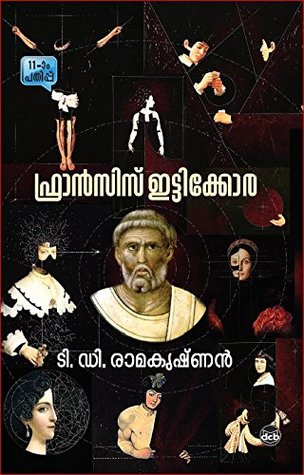 11-ാം
പതിപ്പ്
ഫ്രാൻസിസ് ഇട്ടിക്കോര
ടി. ഡി. രാമകൃഷ്ണൻ
dcb